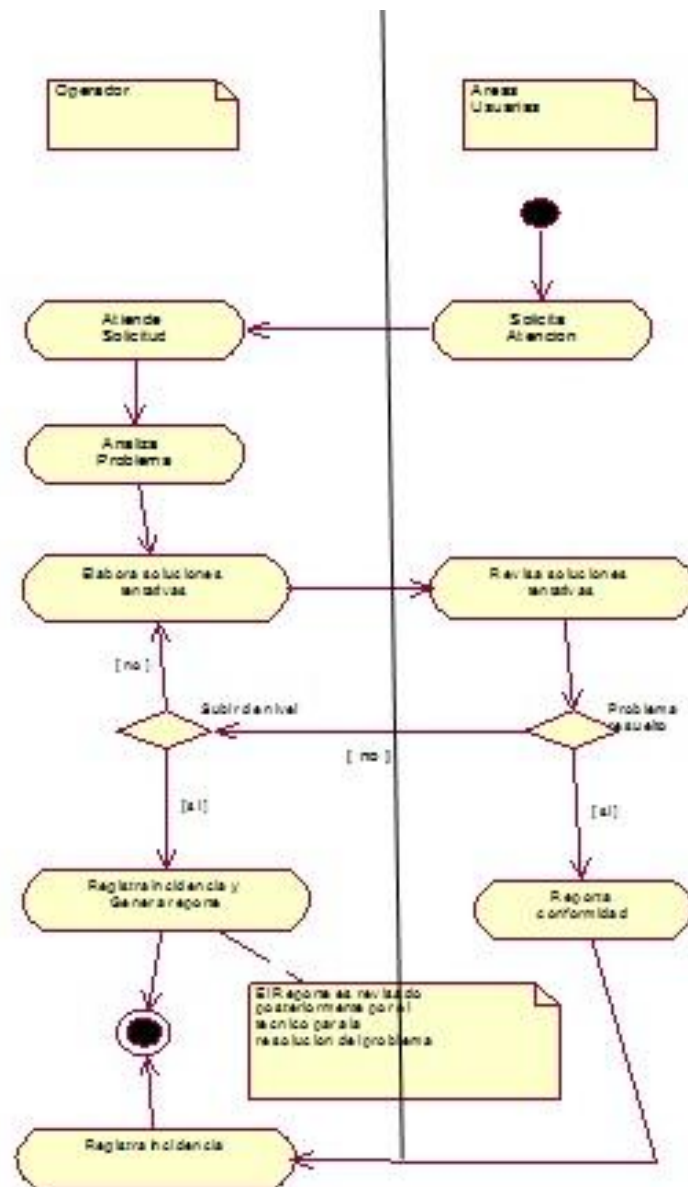 Operador
Areas
Usuarias
Atiende
Solicitud
Solicita
Atencion
Analiza
Problema
Elabora soluciones
tentativas
Revisa soluciones
tentativas
[ no ]
Subir de nivel
Problema
resuelto
[ no ]
[si]
[si]
Registra incidencia y
Genera reporte
Reporta
conformidad
El Reporte es revisado
posteriormente por el
tecnico para la
resolucion del problema
Registra incidencia